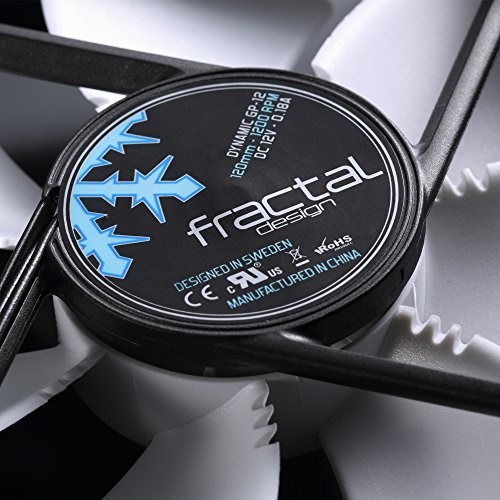 DYNAMIC GP-12
120mm - 1200 RPM
DC 12V - 0.18A
fractal
design
DESIGNED IN SWEDEN
CE c RU US RoHS
MANUFACTURED IN CHINA